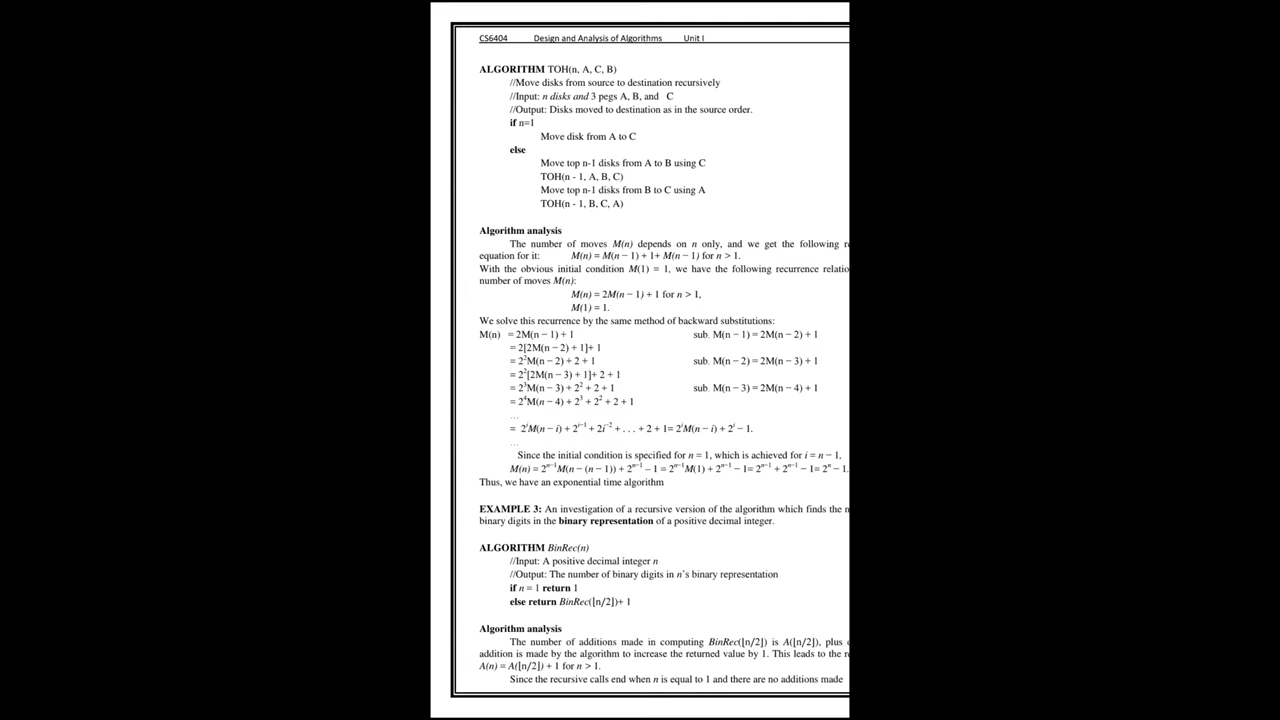 CS6404 Design and Analysis of Algorithms Unit I
ALGORITHM TOH(n, A, C, B)
//Move disks from source to destination recursively
//Input: n disks and 3 pegs A, B, and C
//Output: Disks moved to destination as in the source order.
if n=1
Move disk from A to C
else
Move top n-1 disks from A to B using C
TOH(n - 1, A, B, C)
Move top n-1 disks from B to C using A
TOH(n - 1, B, C, A)
Algorithm analysis
The number of moves M(n) depends on n only, and we get the following
equation for it: M(n) = M(n − 1) + 1+ M(n − 1) for n > 1.
With the obvious initial condition M(1) = 1, we have the following recurrence
number of moves M(n):
M(n) = 2M(n − 1) + 1 for n > 1,
M(1) = 1.
We solve this recurrence by the same method of backward substitutions:
M(n) = 2M(n − 1) + 1 sub. M(n − 1) = 2M(n − 2) + 1
= 2[2M(n − 2) + 1]+ 1
= 2²M(n − 2) + 2 + 1 sub. M(n − 2) = 2M(n − 3) + 1
= 2²[2M(n − 3) + 1]+ 2 + 1
= 2³M(n − 3) + 2² + 2 + 1 sub. M(n − 3) = 2M(n − 4) + 1
= 2⁴M(n − 4) + 2³ + 2² + 2 + 1
…
= 2ⁱM(n − i) + 2ⁱ⁻¹ + 2i⁻² + . . . + 2 + 1= 2ⁱM(n − i) + 2ⁱ − 1.
…
Since the initial condition is specified for n = 1, which is achieved for i = n − 1,
M(n) = 2ⁿ⁻¹M(n − (n − 1)) + 2ⁿ⁻¹ – 1 = 2ⁿ⁻¹M(1) + 2ⁿ⁻¹ − 1= 2ⁿ⁻¹ + 2ⁿ⁻¹ − 1= 2ⁿ − 1.
Thus, we have an exponential time algorithm
EXAMPLE 3: An investigation of a recursive version of the algorithm which finds the
binary digits in the binary representation of a positive decimal integer.
ALGORITHM BinRec(n)
//Input: A positive decimal integer n
//Output: The number of binary digits in n`s binary representation
if n = 1 return 1
else return BinRec(⌊n/2⌋)+ 1
Algorithm analysis
The number of additions made in computing BinRec(⌊n/2⌋) is A(⌊n/2⌋), plus
addition is made by the algorithm to increase the returned value by 1. This leads to the
A(n) = A(⌊n/2⌋) + 1 for n > 1.
Since the recursive calls end when n is equal to 1 and there are no additions made